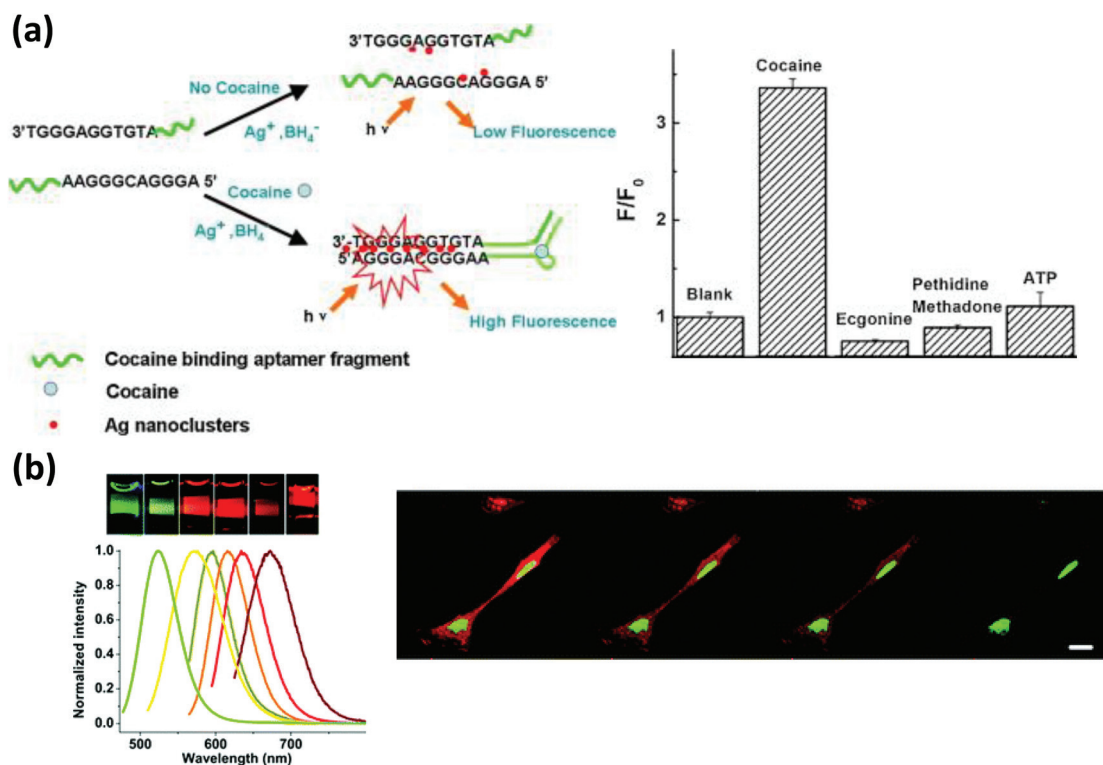 (a)
3'TGGGAGGTGTA
AAGGGCAGGGA 5'
No Cocaine
Ag+ ,BH4-
hν
Low Fluorescence
3'TGGGAGGTGTA
AAGGGCAGGGA 5'
Cocaine
Ag+ ,BH4
3'-TGGGAGGTGTA
5'AGGGACGGGAA
hν
High Fluorescence
Cocaine binding aptamer fragment
Cocaine
Ag nanoclusters
F/F0
3
2
1
Blank
Cocaine
Ecgonine
Pethidine
Methadone
ATP
(b)
Normalized intensity
1.0
0.8
0.6
0.4
0.2
0.0
500
600
700
Wavelength (nm)